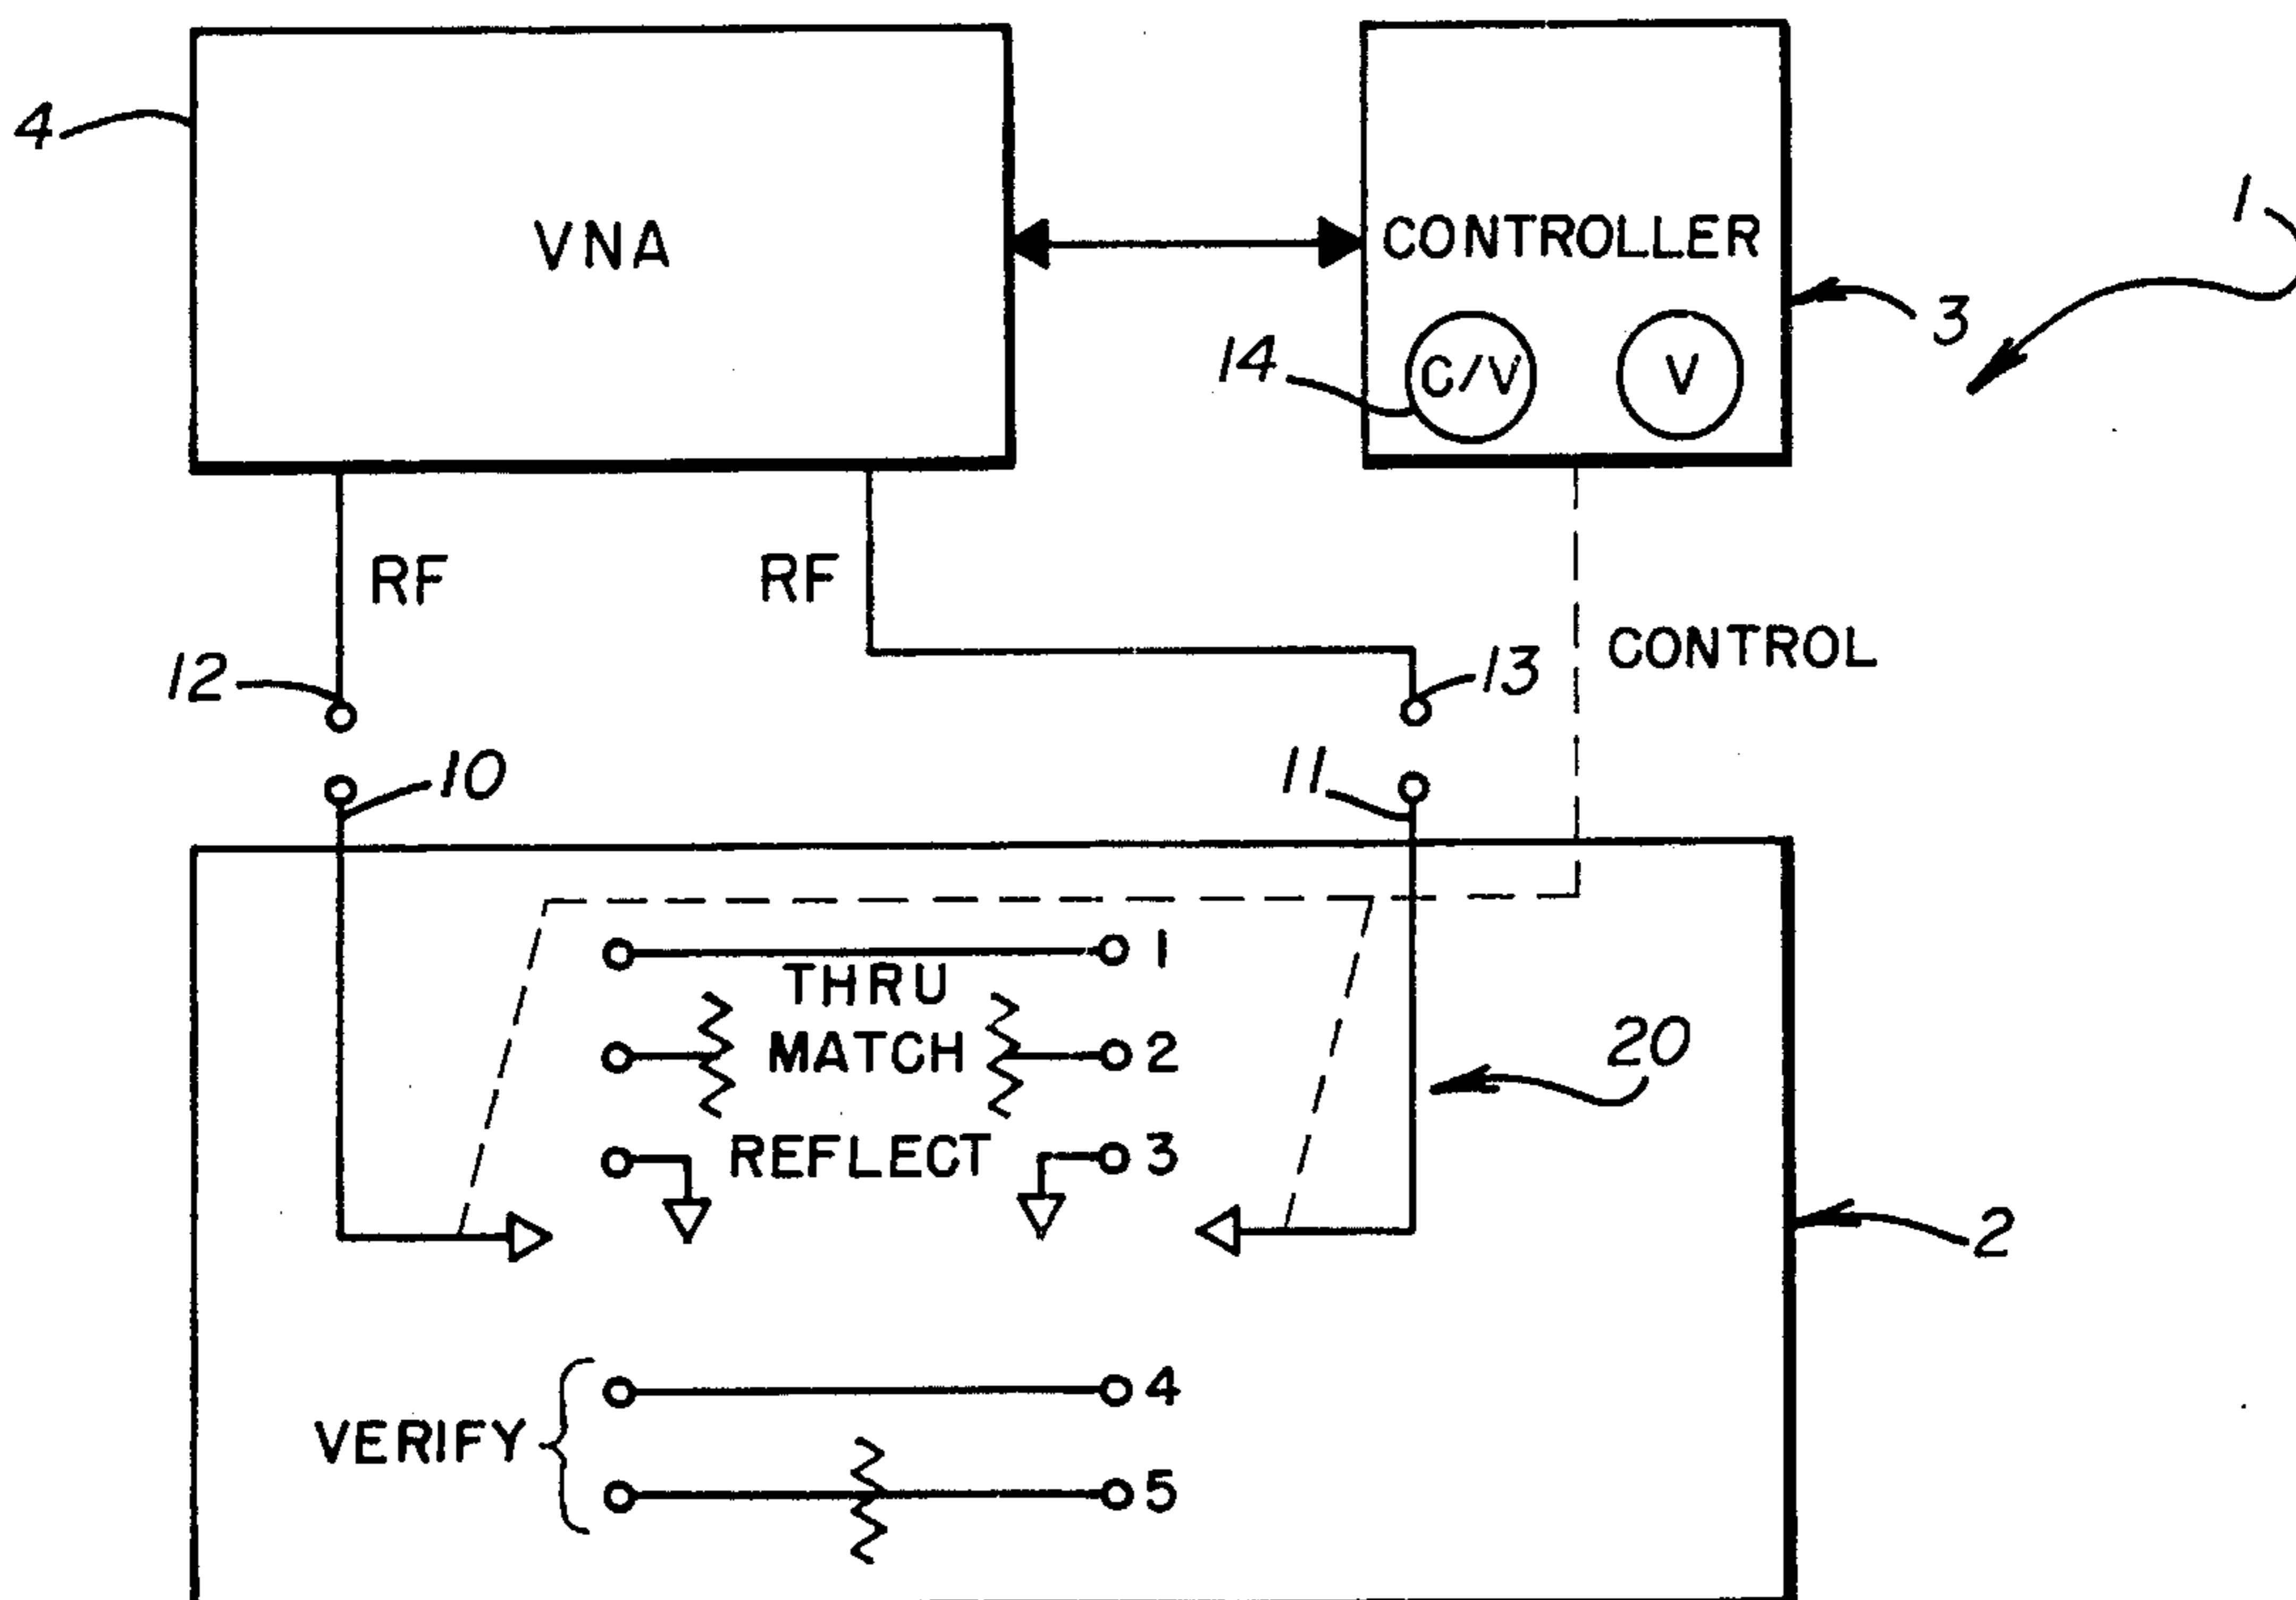 4
VNA
CONTROLLER
1
3
14
C/V
V
RF
RF
CONTROL
12
13
10
11
1
THRU
MATCH
2
20
REFLECT
3
2
4
VERIFY
5